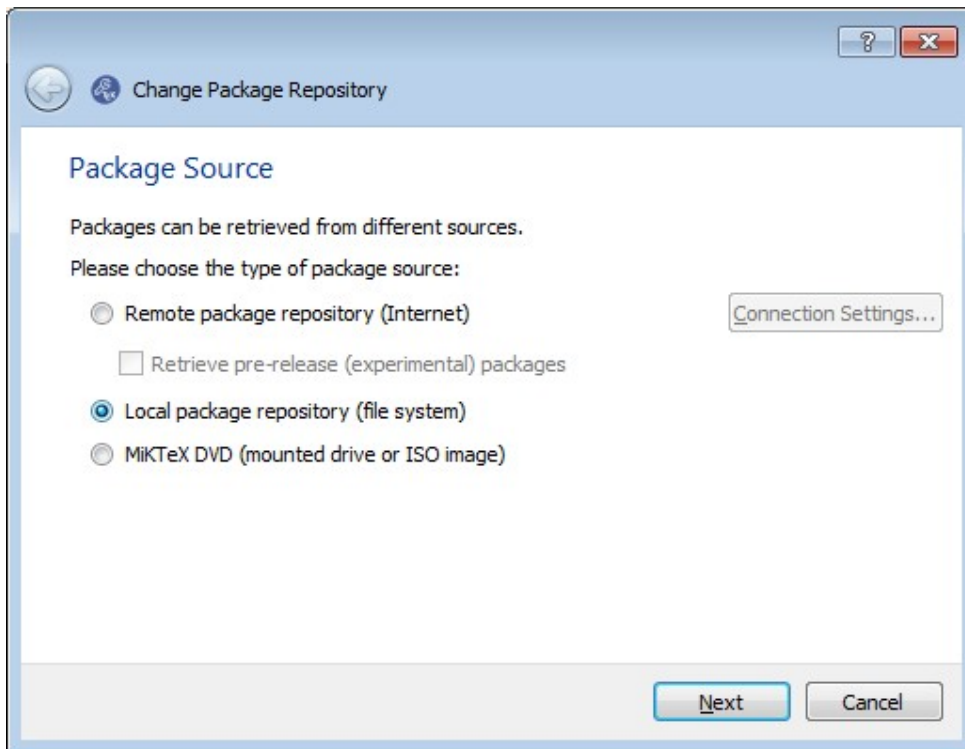 ?
Change Package Repository
Package Source
Packages can be retrieved from different sources.
Please choose the type of package source:
Remote package repository (Internet)
Connection Settings...
Retrieve pre-release (experimental) packages
Local package repository (file system)
MiKTeX DVD (mounted drive or ISO image)
Next
Cancel